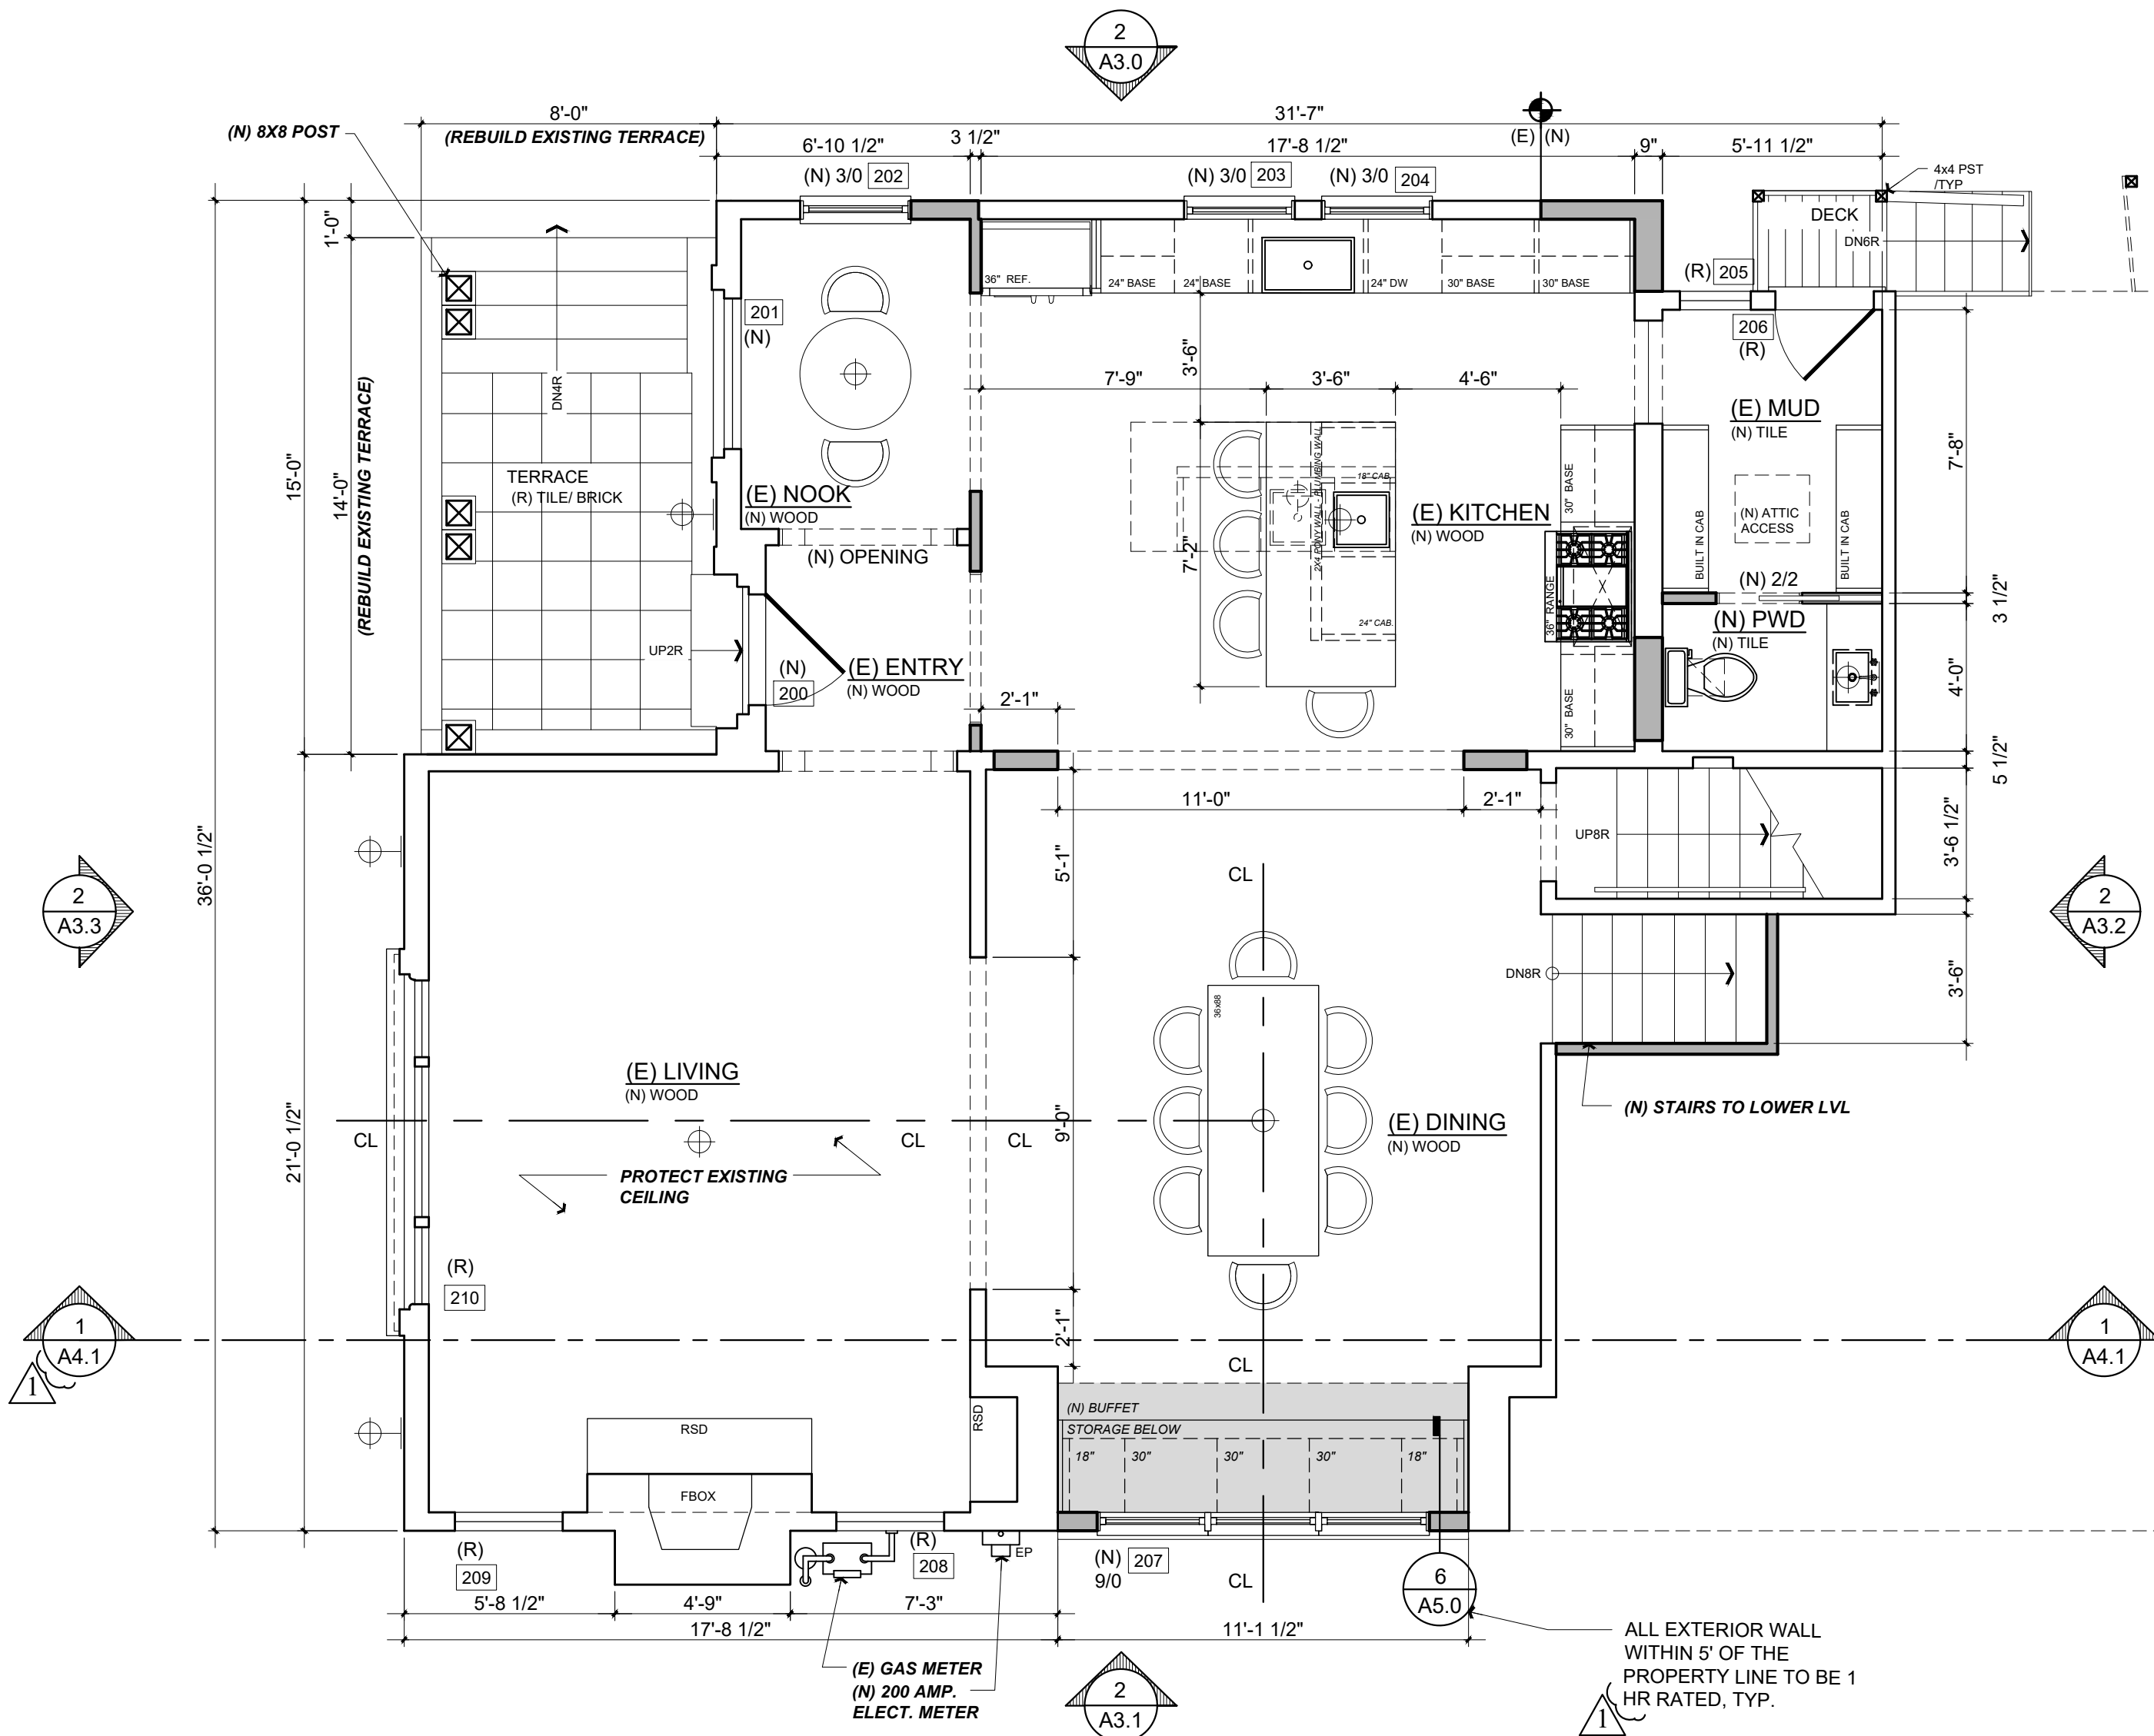 2
A3.0
8'-0"
31'-7"
(N) 8X8 POST
(REBUILD EXISTING TERRACE)
(E) (N)
6'-10 1/2"
3 1/2"
17'-8 1/2"
9"
5'-11 1/2"
(N) 3/0 202
(N) 3/0 203
(N) 3/0 204
4x4 PST
/TYP
DECK
DN6R
1'-0"
(R) 205
36" REF.
24" BASE
24" BASE
24" DW
30" BASE
30" BASE
201
(N)
206
(R)
3'-6"
7'-9"
3'-6"
4'-6"
DN4R
(E) MUD
(N) TILE
7'-8"
15'-0"
14'-0"
(REBUILD EXISTING TERRACE)
TERRACE
(R) TILE/ BRICK
(E) NOOK
(N) WOOD
2X4 PONY WALL - PLUMBING WALL
18" CAB.
(E) KITCHEN
(N) WOOD
30" BASE
BUILT IN CAB
(N) ATTIC
ACCESS
BUILT IN CAB
(N) OPENING
7'-2"
36" RANGE
(N) 2/2
3 1/2"
24" CAB.
(N) PWD
(N) TILE
UP2R
(N)
200
(E) ENTRY
(N) WOOD
4'-0"
2'-1"
30" BASE
5 1/2"
11'-0"
2'-1"
UP8R
3'-6 1/2"
36'-0 1/2"
5'-1"
CL
2
A3.3
2
A3.2
DN8R
3'-6"
36x88
(E) LIVING
(N) WOOD
(N) STAIRS TO LOWER LVL
CL
CL
CL
9'-0"
(E) DINING
(N) WOOD
21'-0 1/2"
PROTECT EXISTING
CEILING
(R)
210
1
A4.1
1
2'-1"
CL
1
A4.1
RSD
RSD
(N) BUFFET
STORAGE BELOW
18"
30"
30"
30"
18"
FBOX
(R)
209
(R)
208
EP
(N) 207
9/0
CL
6
A5.0
5'-8 1/2"
4'-9"
7'-3"
17'-8 1/2"
11'-1 1/2"
(E) GAS METER
(N) 200 AMP.
ELECT. METER
2
A3.1
ALL EXTERIOR WALL
WITHIN 5' OF THE
PROPERTY LINE TO BE 1
HR RATED, TYP.
1